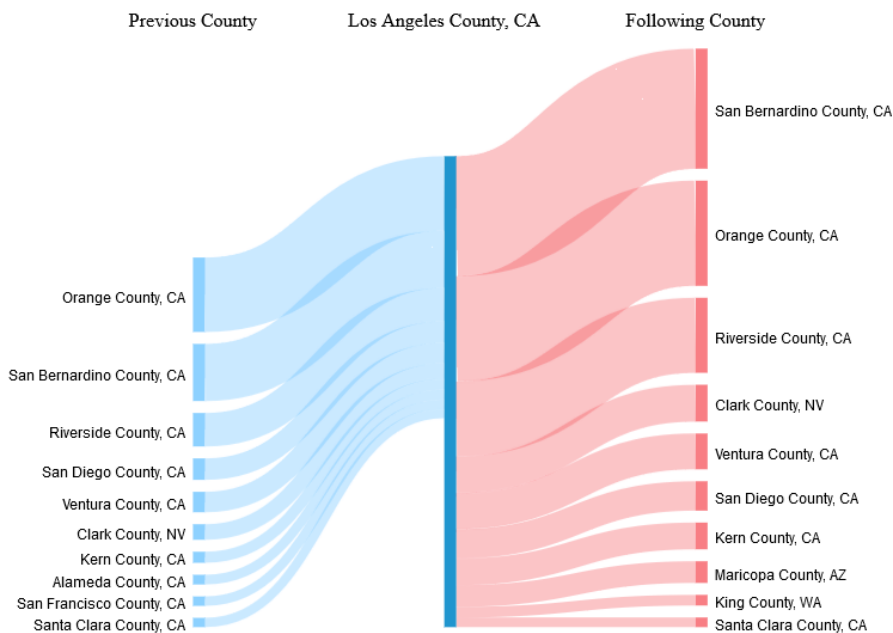 Previous County
Los Angeles County, CA
Following County
Orange County, CA
San Bernardino County, CA
Riverside County, CA
San Diego County, CA
Ventura County, CA
Clark County, NV
Kern County, CA
Alameda County, CA
San Francisco County, CA
Santa Clara County, CA
San Bernardino County, CA
Orange County, CA
Riverside County, CA
Clark County, NV
Ventura County, CA
San Diego County, CA
Kern County, CA
Maricopa County, AZ
King County, WA
Santa Clara County, CA